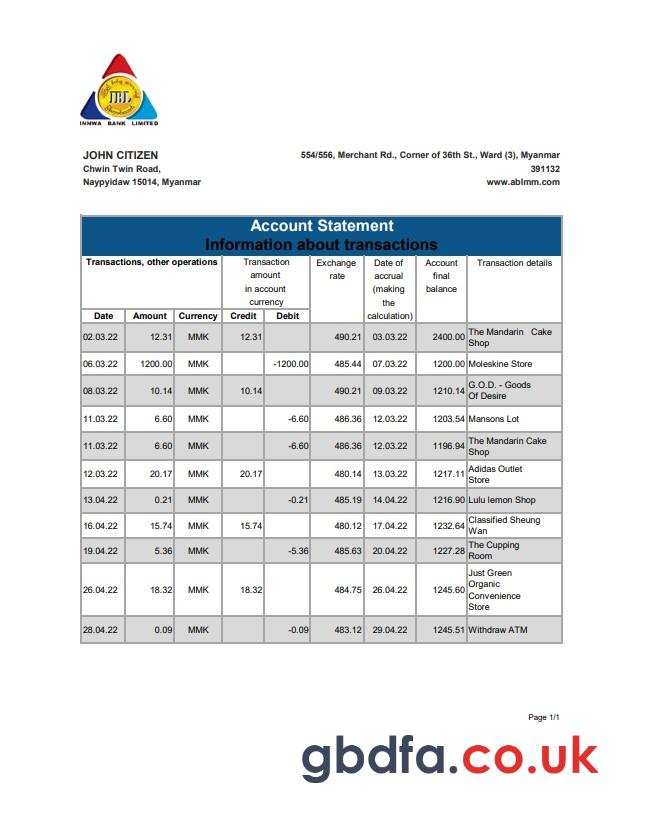 IBL
INNWA BANK LIMITED
JOHN CITIZEN
Chwin Twin Road,
Naypyidaw 15014, Myanmar
554/556, Merchant Rd., Corner of 36th St., Ward (3), Myanmar
391132
www.ablmm.com
Account Statement
Information about transactions
Transactions, other operations Transaction amount in account currency Exchange rate Date of accrual (making the calculation) Account final balance Transaction details
Date Amount Currency Credit Debit
02.03.22 12.31 MMK 12.31 490.21 03.03.22 2400.00 The Mandarin Cake Shop
06.03.22 1200.00 MMK -1200.00 485.44 07.03.22 1200.00 Moleskine Store
08.03.22 10.14 MMK 10.14 490.21 09.03.22 1210.14 G.O.D. - Goods Of Desire
11.03.22 6.60 MMK -6.60 486.36 12.03.22 1203.54 Mansons Lot
11.03.22 6.60 MMK -6.60 486.36 12.03.22 1196.94 The Mandarin Cake Shop
12.03.22 20.17 MMK 20.17 480.14 13.03.22 1217.11 Adidas Outlet Store
13.04.22 0.21 MMK -0.21 485.19 14.04.22 1216.90 Lulu lemon Shop
16.04.22 15.74 MMK 15.74 480.12 17.04.22 1232.64 Classified Sheung Wan
19.04.22 5.36 MMK -5.36 485.63 20.04.22 1227.28 The Cupping Room
26.04.22 18.32 MMK 18.32 484.75 26.04.22 1245.60 Just Green Organic Convenience Store
28.04.22 0.09 MMK -0.09 483.12 29.04.22 1245.51 Withdraw ATM
Page 1/1
gbdfa.co.uk